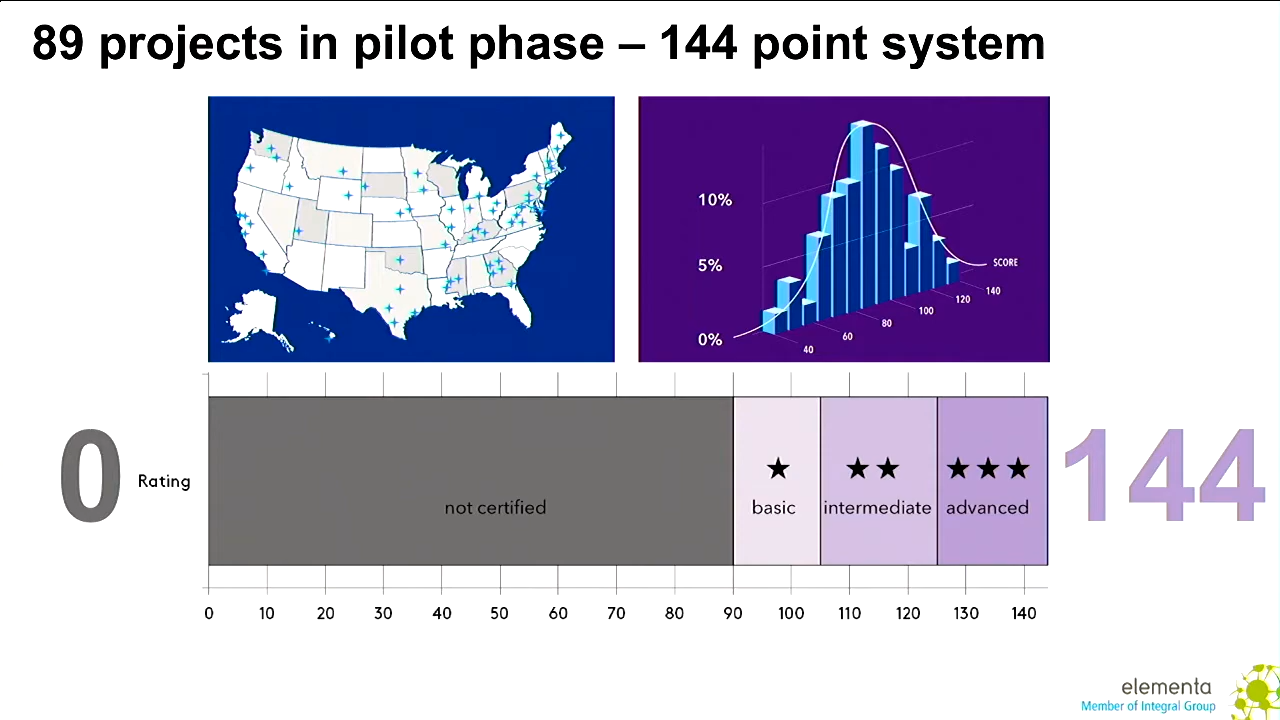 89 projects in pilot phase – 144 point system
10%
5%
0%
SCORE
140
120
100
80
60
40
0
Rating
not certified
basic
intermediate
advanced
144
0 10 20 30 40 50 60 70 80 90 100 110 120 130 140
elementa
Member of Integral Group